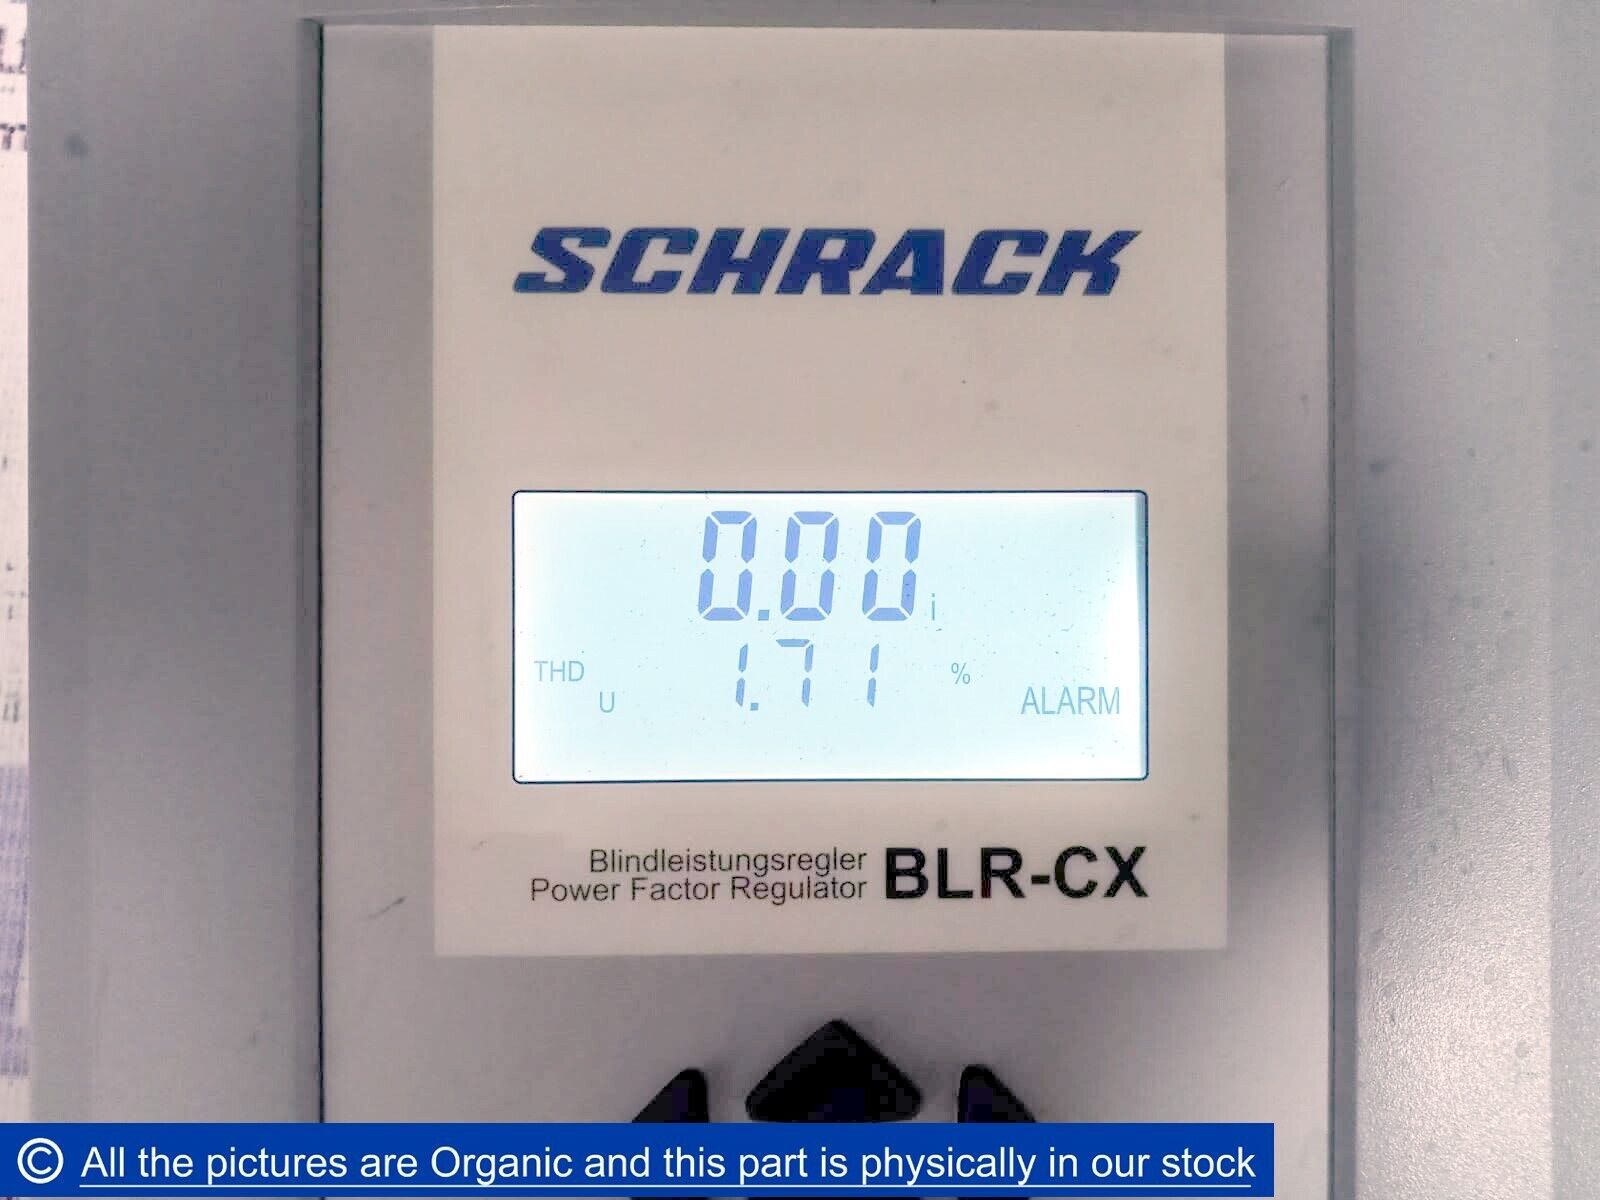 SCHRACK
0.00 i
THD U 1.71 % ALARM
Blindleistungsregler
Power Factor Regulator BLR-CX
© All the pictures are Organic and this part is physically in our stock